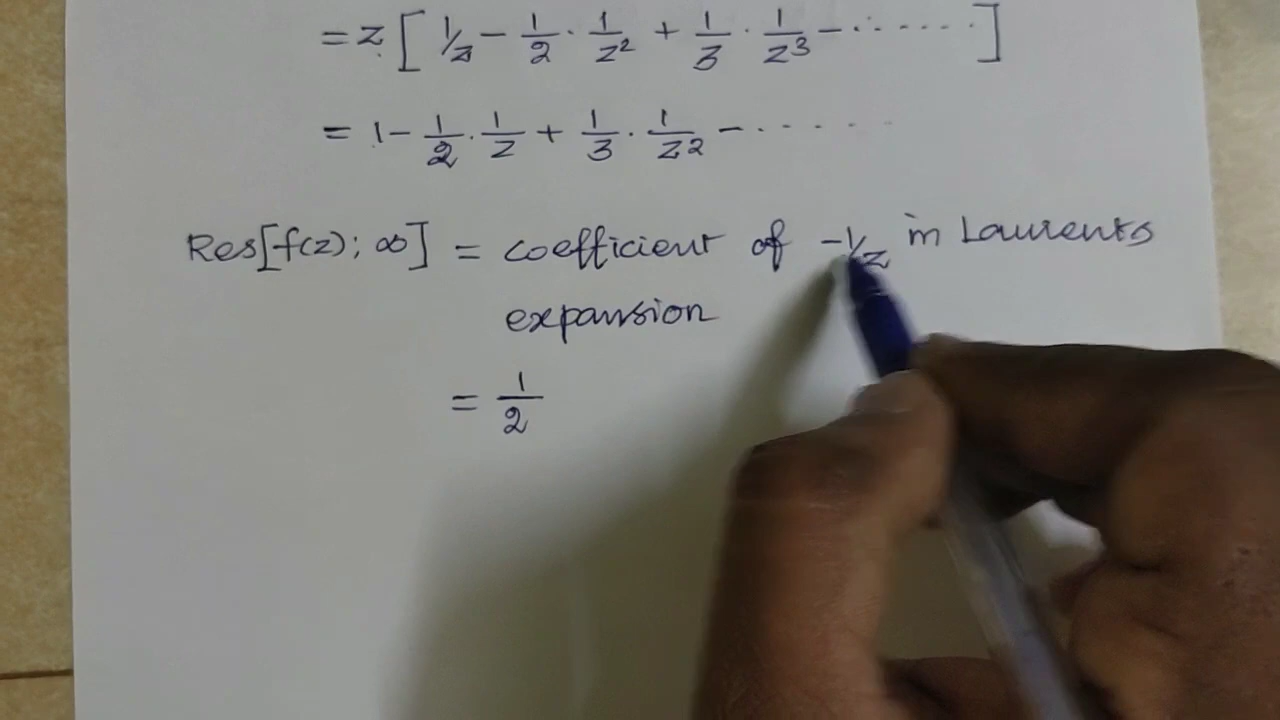 = z [ 1/z - 1/2 · 1/z² + 1/3 · 1/z³ - ...... ]
= 1 - 1/2 · 1/z + 1/3 · 1/z² - ......
Res[f(z); ∞] = coefficient of -1/z in Laurents
expansion
= 1/2